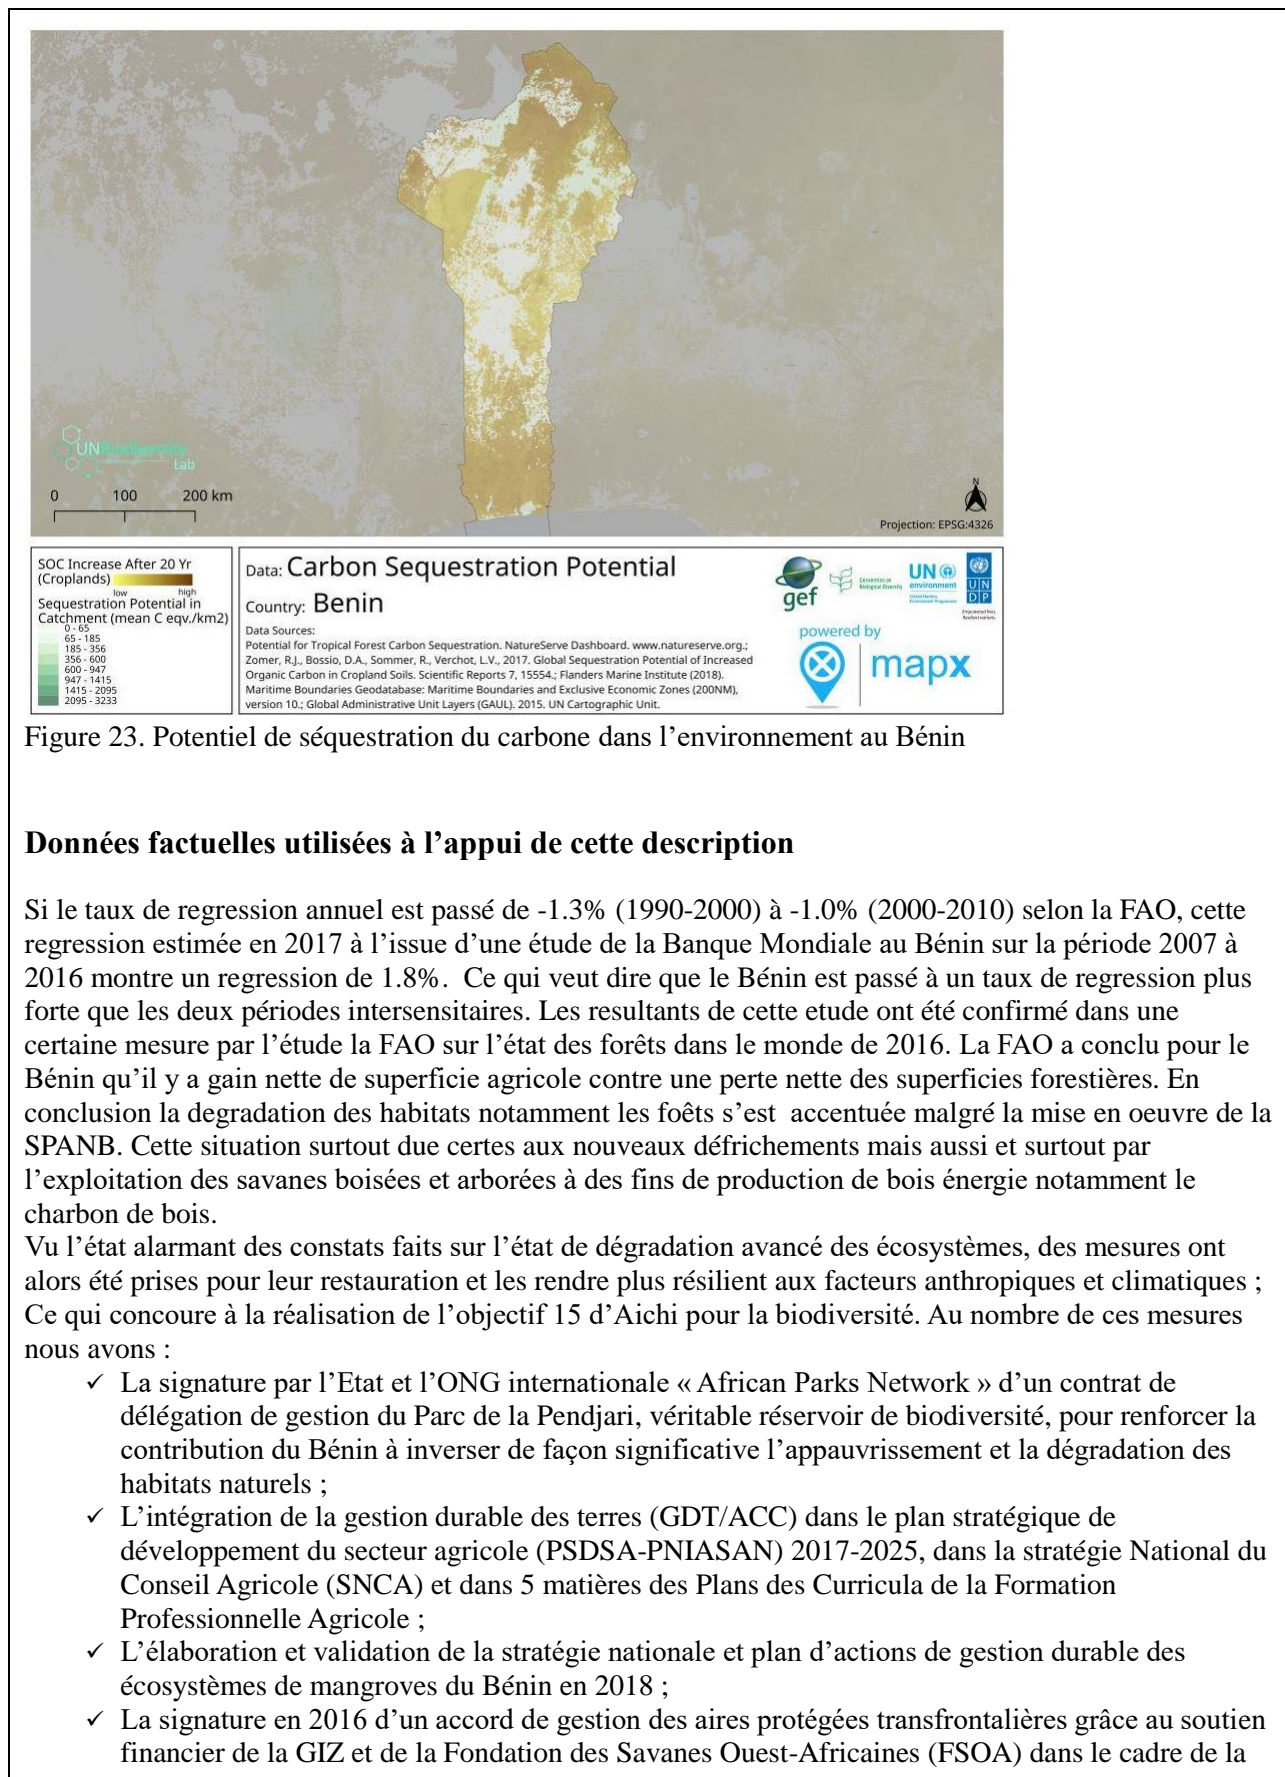 UNBiodiversity
Lab
0 100 200 km
N
Projection: EPSG:4326
SOC Increase After 20 Yr
(Croplands)
low high
Sequestration Potential in
Catchment (mean C eqv./km2)
0 - 65
65 - 185
185 - 356
356 - 600
600 - 947
947 - 1415
1415 - 2095
2095 - 3233
Data: Carbon Sequestration Potential
Country: Benin
Data Sources:
Potential for Tropical Forest Carbon Sequestration. NatureServe Dashboard. www.natureserve.org.;
Zomer, R.J., Bossio, D.A., Sommer, R., Verchot, L.V., 2017. Global Sequestration Potential of Increased
Organic Carbon in Cropland Soils. Scientific Reports 7, 15554.; Flanders Marine Institute (2018).
Maritime Boundaries Geodatabase: Maritime Boundaries and Exclusive Economic Zones (200NM),
version 10.; Global Administrative Unit Layers (GAUL). 2015. UN Cartographic Unit.
gef
Convention on
Biological Diversity
UN
environment
United Nations
Environment Programme
UN
DP
Empowered lives.
Resilient nations.
powered by
mapx
Figure 23. Potentiel de séquestration du carbone dans l’environnement au Bénin
Données factuelles utilisées à l’appui de cette description
Si le taux de regression annuel est passé de -1.3% (1990-2000) à -1.0% (2000-2010) selon la FAO, cette
regression estimée en 2017 à l’issue d’une étude de la Banque Mondiale au Bénin sur la période 2007 à
2016 montre un regression de 1.8%. Ce qui veut dire que le Bénin est passé à un taux de regression plus
forte que les deux périodes intersensitaires. Les resultants de cette etude ont été confirmé dans une
certaine mesure par l’étude la FAO sur l’état des forêts dans le monde de 2016. La FAO a conclu pour le
Bénin qu’il y a gain nette de superficie agricole contre une perte nette des superficies forestières. En
conclusion la degradation des habitats notamment les foêts s’est accentuée malgré la mise en oeuvre de la
SPANB. Cette situation surtout due certes aux nouveaux défrichements mais aussi et surtout par
l’exploitation des savanes boisées et arborées à des fins de production de bois énergie notamment le
charbon de bois.
Vu l’état alarmant des constats faits sur l’état de dégradation avancé des écosystèmes, des mesures ont
alors été prises pour leur restauration et les rendre plus résilient aux facteurs anthropiques et climatiques ;
Ce qui concoure à la réalisation de l’objectif 15 d’Aichi pour la biodiversité. Au nombre de ces mesures
nous avons :
✓ La signature par l’Etat et l’ONG internationale « African Parks Network » d’un contrat de
délégation de gestion du Parc de la Pendjari, véritable réservoir de biodiversité, pour renforcer la
contribution du Bénin à inverser de façon significative l’appauvrissement et la dégradation des
habitats naturels ;
✓ L’intégration de la gestion durable des terres (GDT/ACC) dans le plan stratégique de
développement du secteur agricole (PSDSA-PNIASAN) 2017-2025, dans la stratégie National du
Conseil Agricole (SNCA) et dans 5 matières des Plans des Curricula de la Formation
Professionnelle Agricole ;
✓ L’élaboration et validation de la stratégie nationale et plan d’actions de gestion durable des
écosystèmes de mangroves du Bénin en 2018 ;
✓ La signature en 2016 d’un accord de gestion des aires protégées transfrontalières grâce au soutien
financier de la GIZ et de la Fondation des Savanes Ouest-Africaines (FSOA) dans le cadre de la